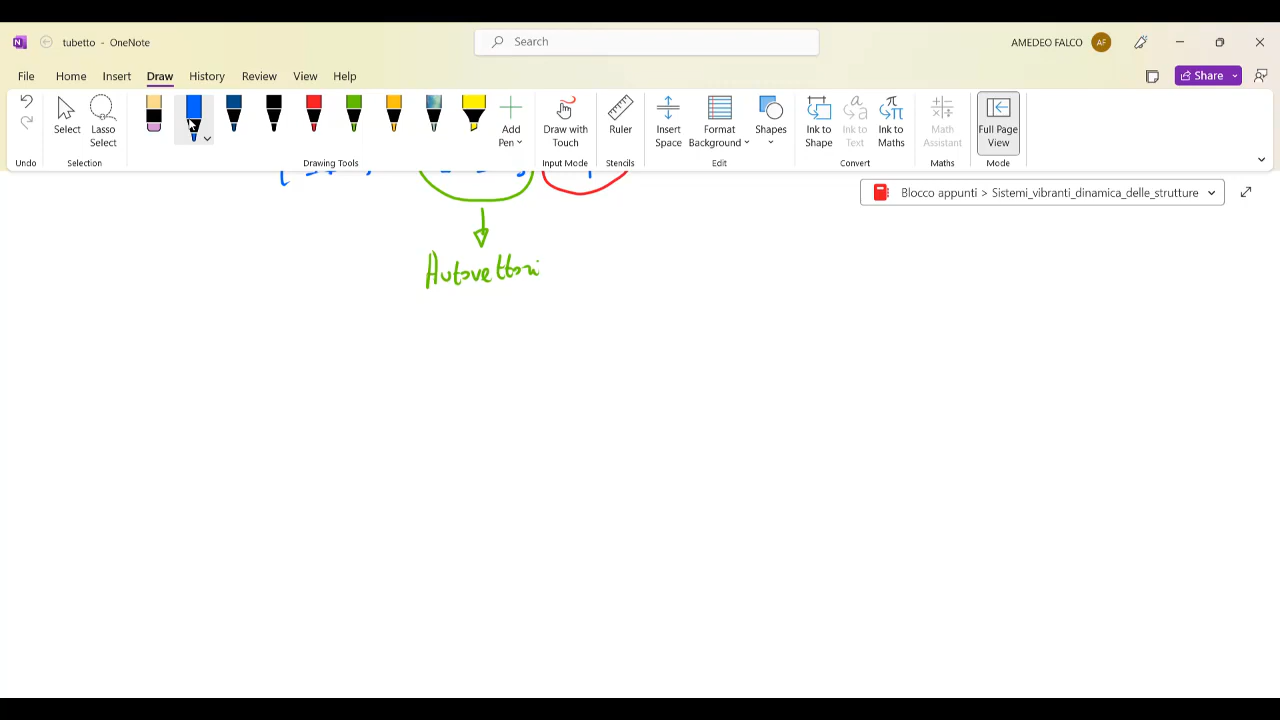 tubetto - OneNote
Search
AMEDEO FALCO AF
File Home Insert Draw History Review View Help
Share
Undo
Select
Lasso Select
Add Pen
Draw with Touch
Ruler
Insert Space
Format Background
Shapes
Ink to Shape
Ink to Text
Ink to Maths
Math Assistant
Full Page View
Undo Selection Drawing Tools Input Mode Stencils Edit Convert Maths Mode
Blocco appunti > Sistemi_vibranti_dinamica_delle_strutture
Autovettori